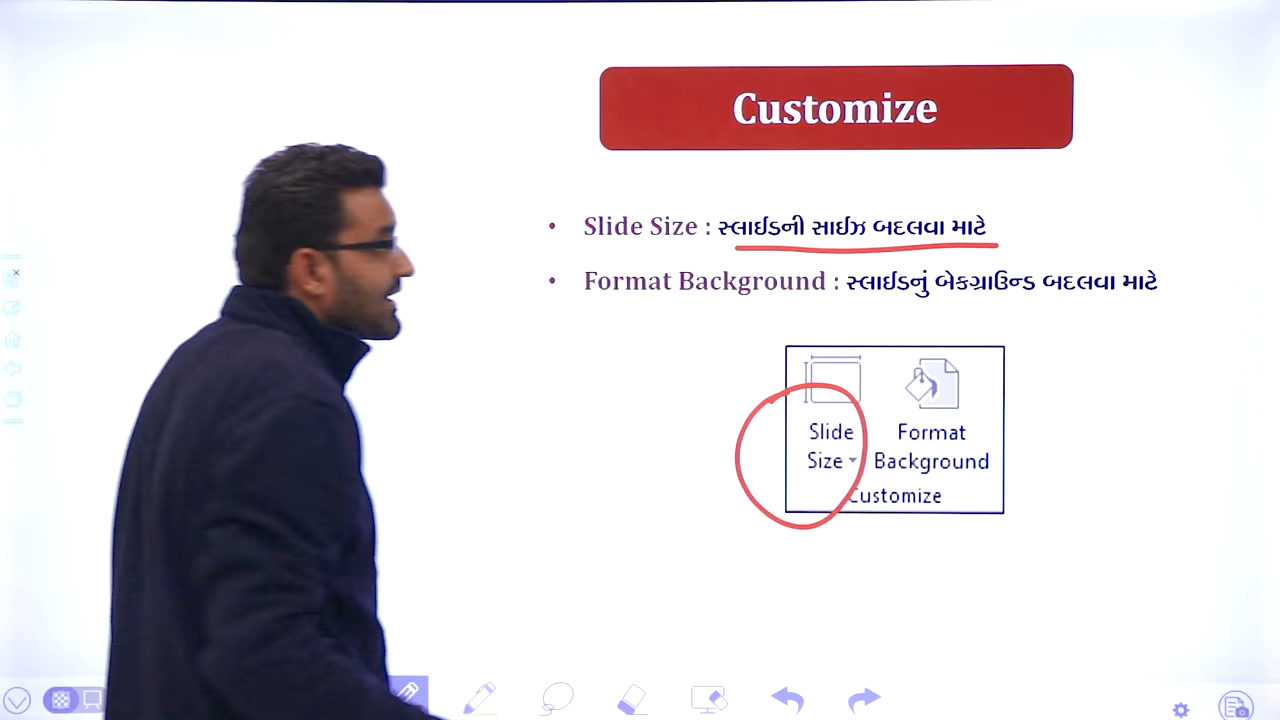 Customize
• Slide Size : સ્લાઈડની સાઈઝ બદલવા માટે
• Format Background : સ્લાઈડનું બેકગ્રાઉન્ડ બદલવા માટે
Slide Size
Format Background
Customize